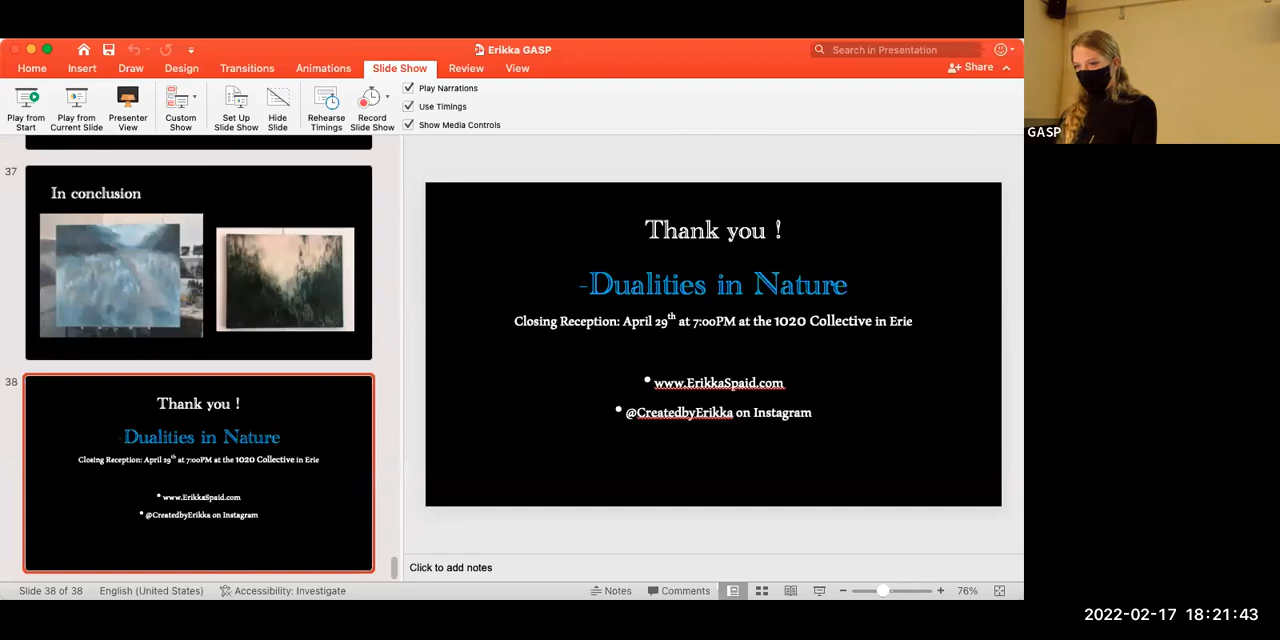 Erikka GASP
Search in Presentation
Home Insert Draw Design Transitions Animations Slide Show Review View
Share
Play from Start
Play from Current Slide
Presenter View
Custom Show
Set Up Slide Show
Hide Slide
Rehearse Timings
Record Slide Show
Play Narrations
Use Timings
Show Media Controls
GASP
37
In conclusion
38
Thank you !
-Dualities in Nature
Closing Reception: April 29th at 7:00PM at the 1020 Collective in Erie
• www.ErikkaSpaid.com
• @CreatedbyErikka on Instagram
Thank you !
-Dualities in Nature
Closing Reception: April 29th at 7:00PM at the 1020 Collective in Erie
• www.ErikkaSpaid.com
• @CreatedbyErikka on Instagram
Click to add notes
Slide 38 of 38 English (United States) Accessibility: Investigate Notes Comments 76%
2022-02-17 18:21:43